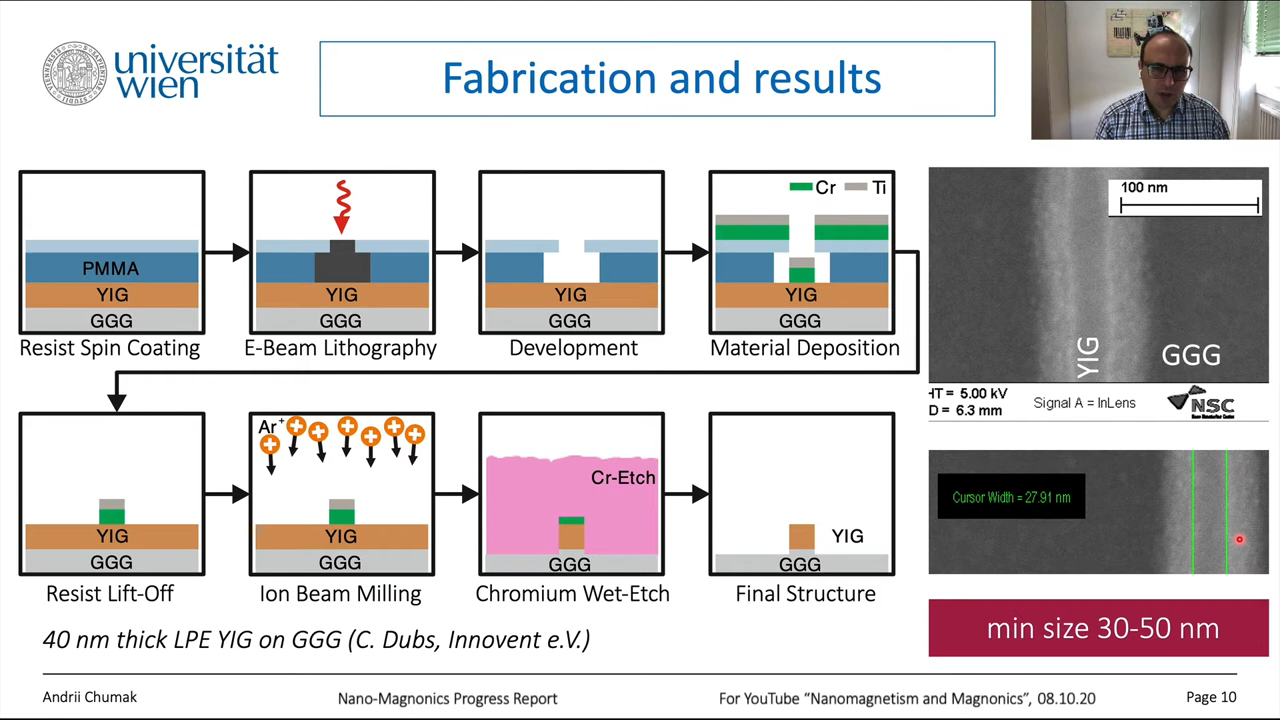 universität
wien
Fabrication and results
PMMA
YIG
GGG
Resist Spin Coating
YIG
GGG
E-Beam Lithography
YIG
GGG
Development
Cr
Ti
YIG
GGG
Material Deposition
100 nm
YIG
GGG
HT = 5.00 kV
D = 6.3 mm
Signal A = InLens
NSC
YIG
GGG
Resist Lift-Off
Ar+
YIG
GGG
Ion Beam Milling
Cr-Etch
GGG
Chromium Wet-Etch
YIG
GGG
Final Structure
Cursor Width = 27.91 nm
min size 30-50 nm
40 nm thick LPE YIG on GGG (C. Dubs, Innovent e.V.)
Andrii Chumak
Nano-Magnonics Progress Report
For YouTube “Nanomagnetism and Magnonics”, 08.10.20
Page 10